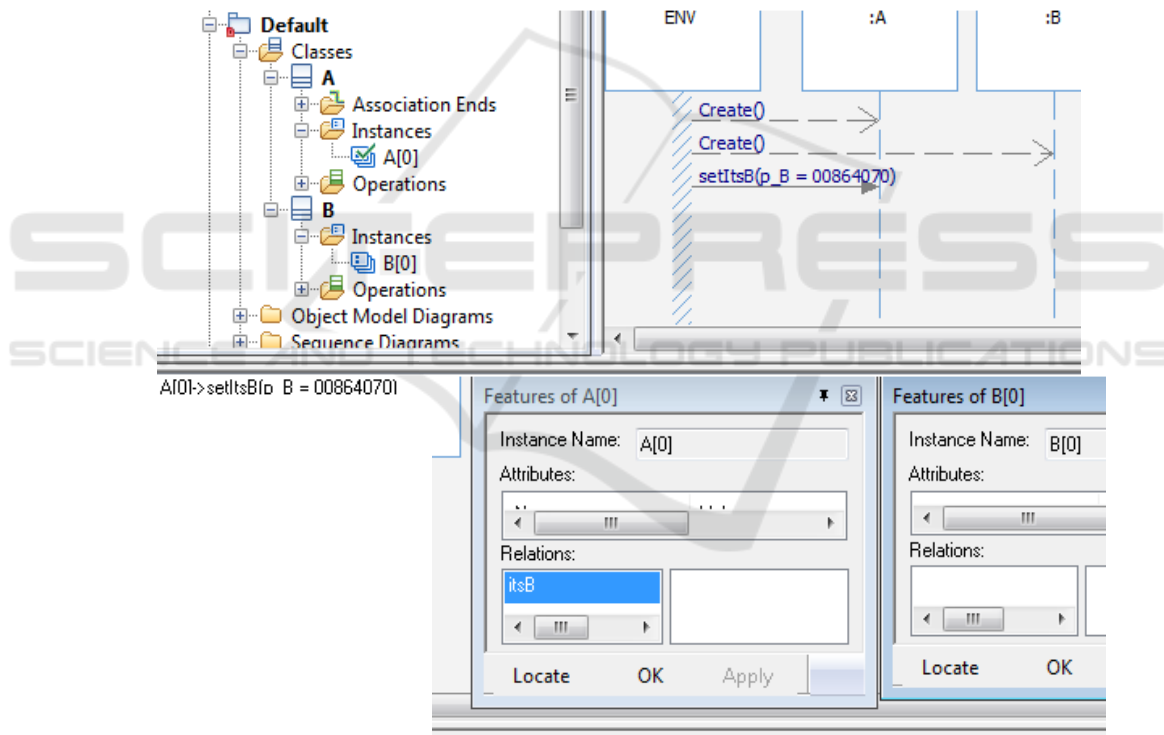 Default
Classes
A
Association Ends
Instances
A[0]
Operations
B
Instances
B[0]
Operations
Object Model Diagrams
Sequence Diagrams
ENV
:A
:B
Create()
Create()
setItsB(p_B = 00864070)
SCITEPRESS
SCIENCE AND TECHNOLOGY PUBLICATIONS
A[0]->setItsB(p_B = 00864070)
Features of A[0]
Instance Name: A[0]
Attributes:
Relations:
itsB
Locate OK Apply
Features of B[0]
Instance Name: B[0]
Attributes:
Relations:
Locate OK